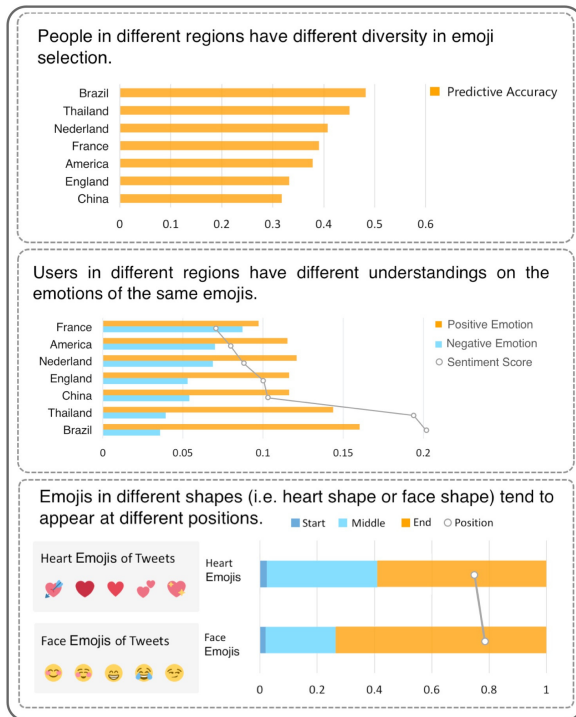 People in different regions have different diversity in emoji
selection.
Brazil
Thailand
Nederland
France
America
England
China
Predictive Accuracy
0 0.1 0.2 0.3 0.4 0.5 0.6
Users in different regions have different understandings on the
emotions of the same emojis.
France
America
Nederland
England
China
Thailand
Brazil
Positive Emotion
Negative Emotion
Sentiment Score
0 0.05 0.1 0.15 0.2
Emojis in different shapes (i.e. heart shape or face shape) tend to
appear at different positions.
Start Middle End Position
Heart Emojis of Tweets
Heart
Emojis
Face Emojis of Tweets
Face
Emojis
0 0.2 0.4 0.6 0.8 1